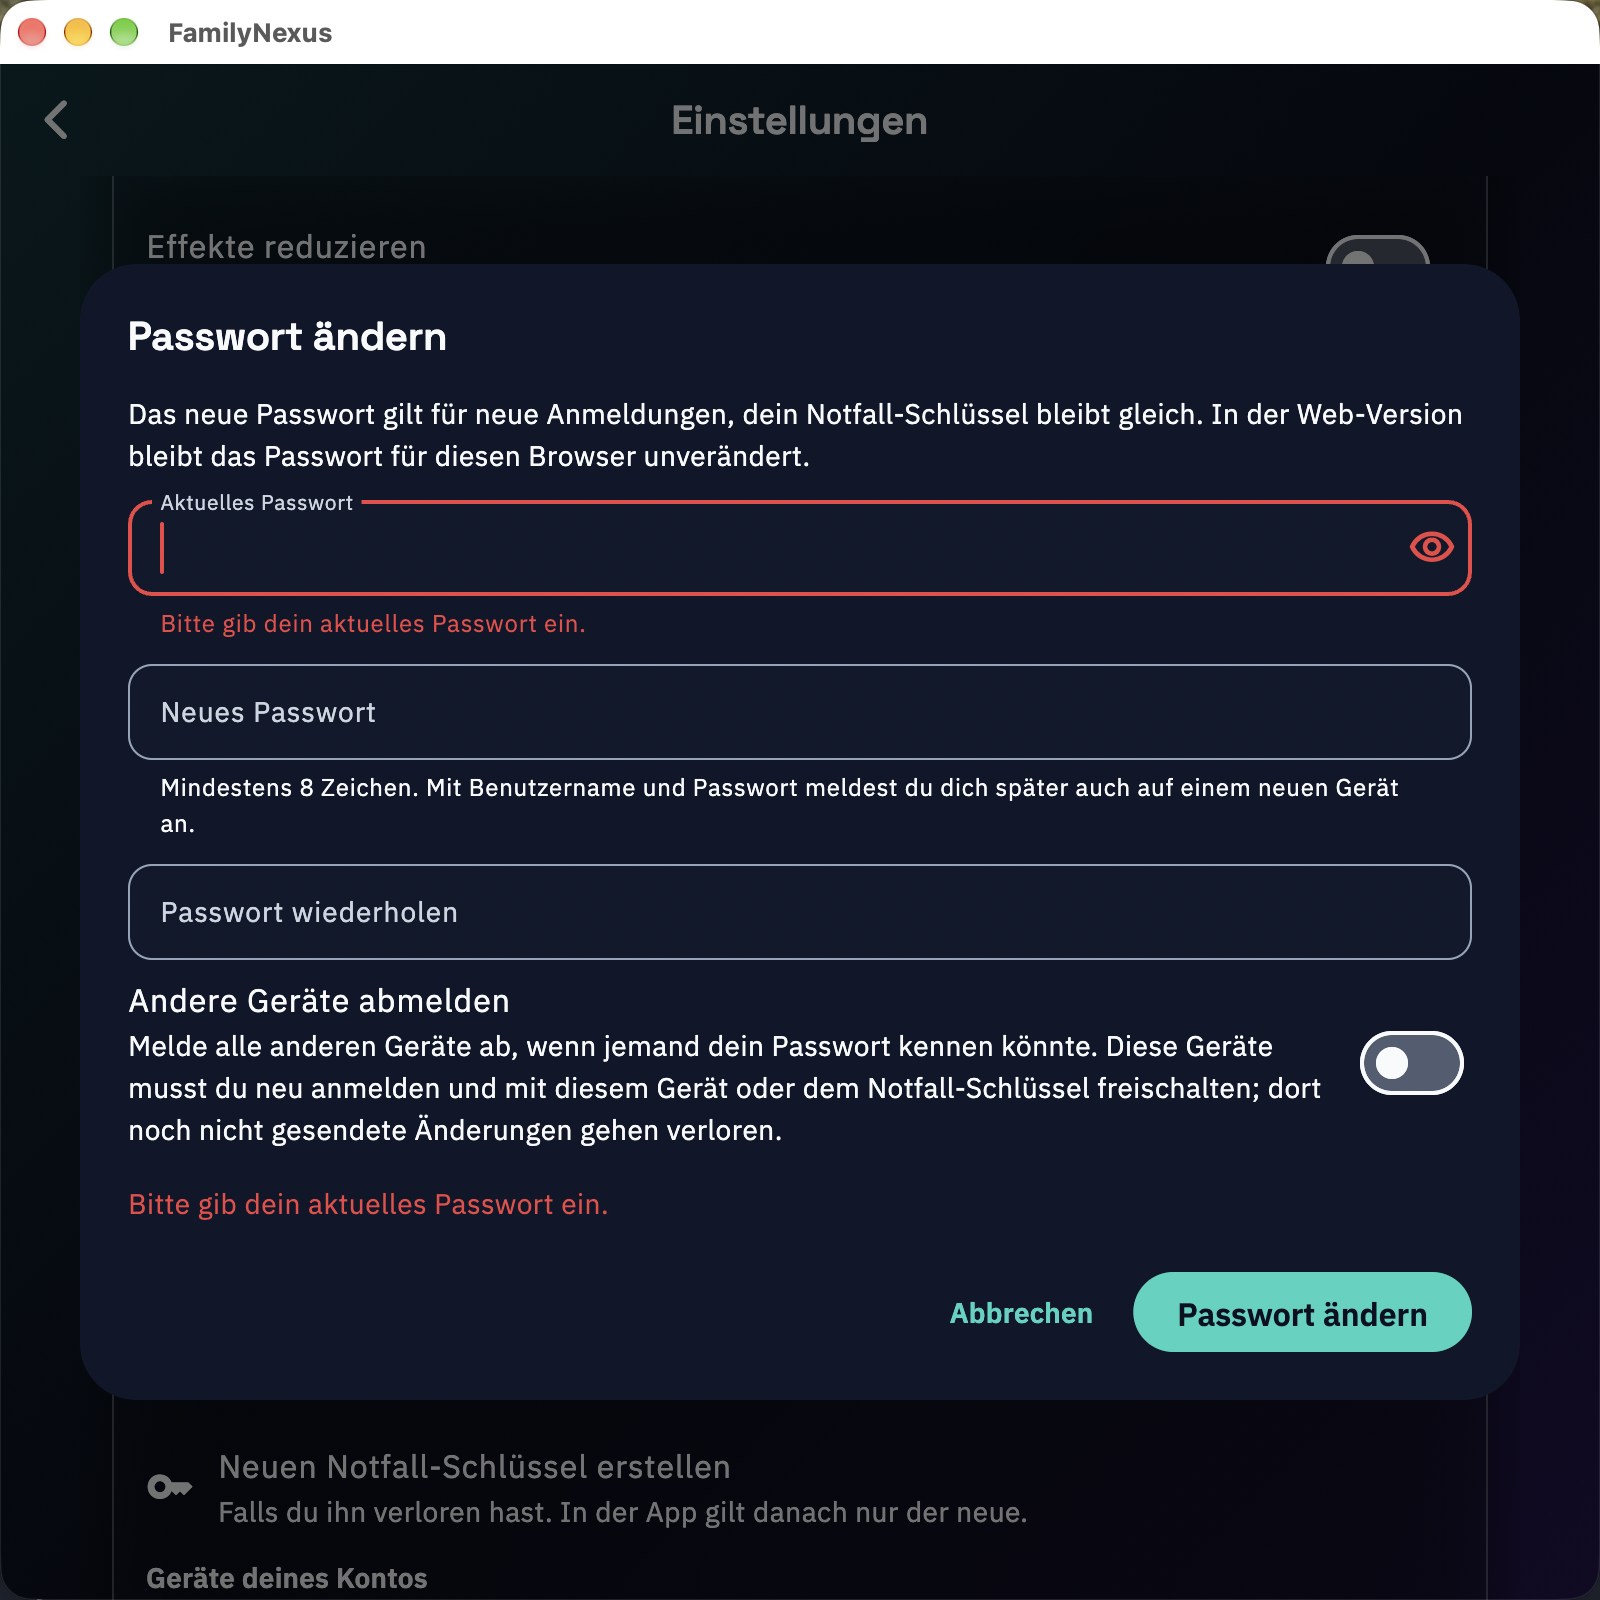 FamilyNexus
Einstellungen
Effekte reduzieren
Passwort ändern
Das neue Passwort gilt für neue Anmeldungen, dein Notfall-Schlüssel bleibt gleich. In der Web-Version
bleibt das Passwort für diesen Browser unverändert.
Aktuelles Passwort
Bitte gib dein aktuelles Passwort ein.
Neues Passwort
Mindestens 8 Zeichen. Mit Benutzername und Passwort meldest du dich später auch auf einem neuen Gerät
an.
Passwort wiederholen
Andere Geräte abmelden
Melde alle anderen Geräte ab, wenn jemand dein Passwort kennen könnte. Diese Geräte
musst du neu anmelden und mit diesem Gerät oder dem Notfall-Schlüssel freischalten; dort
noch nicht gesendete Änderungen gehen verloren.
Bitte gib dein aktuelles Passwort ein.
Abbrechen
Passwort ändern
Neuen Notfall-Schlüssel erstellen
Falls du ihn verloren hast. In der App gilt danach nur der neue.
Geräte deines Kontos